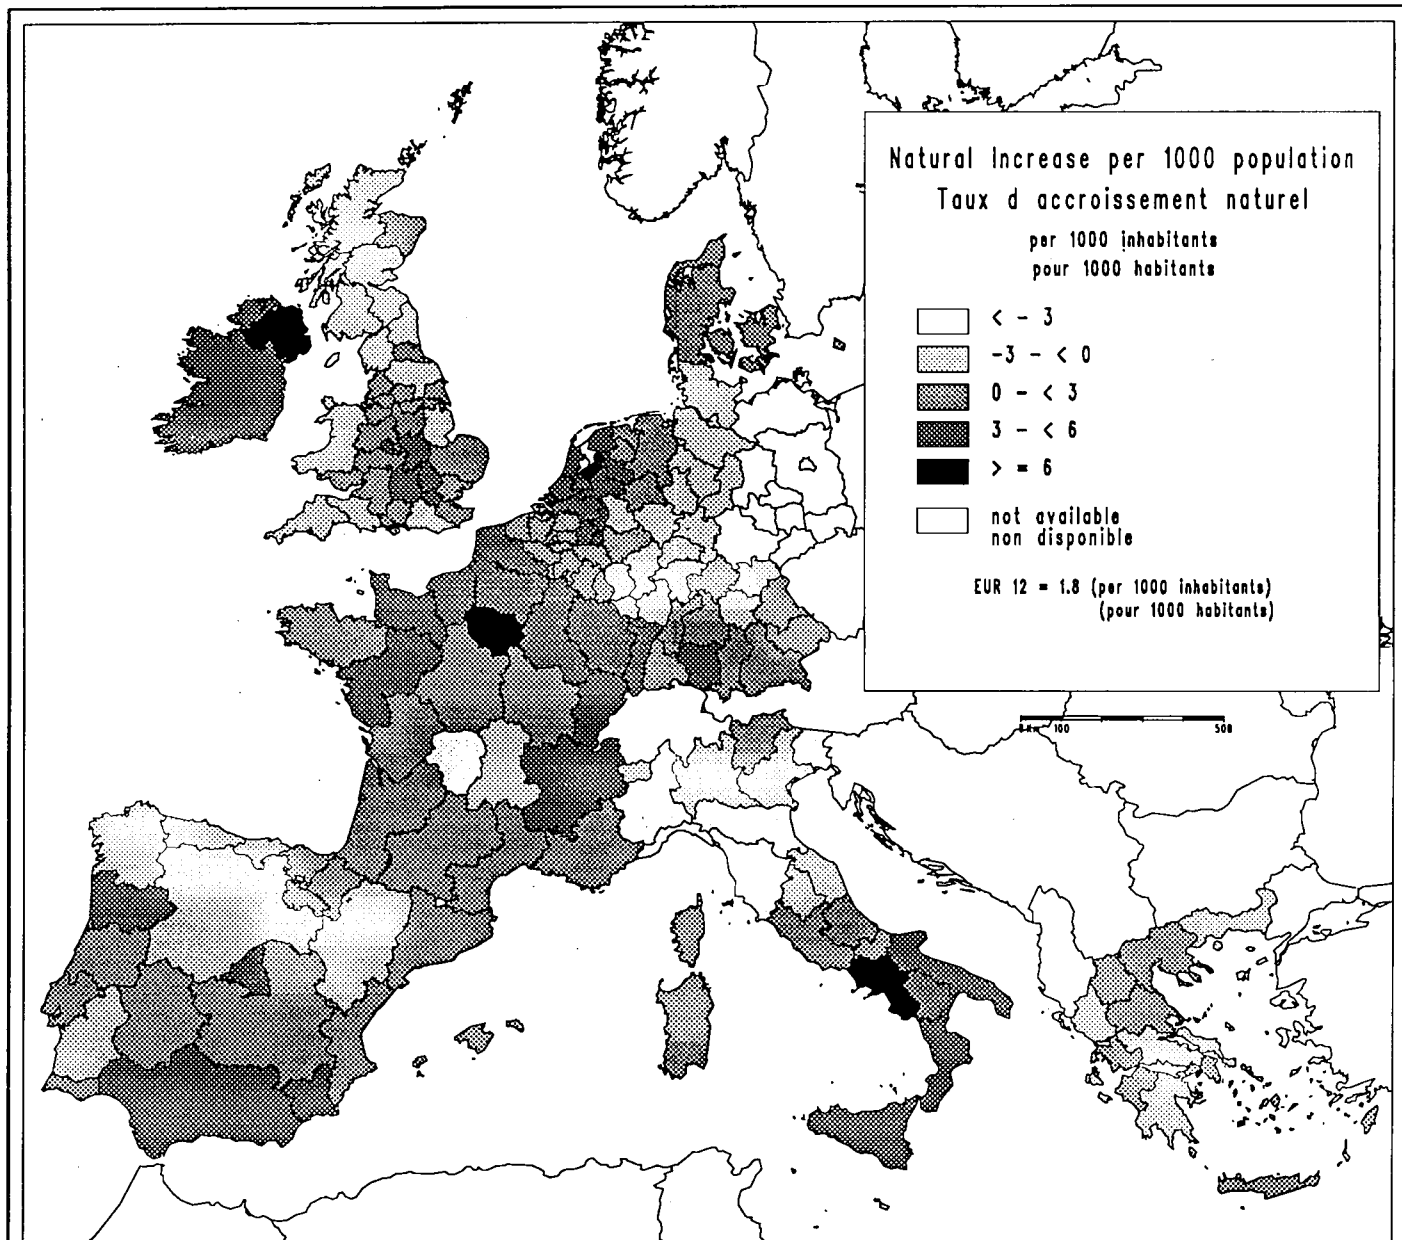 Natural Increase per 1000 population
Taux d accroissement naturel
per 1000 inhabitants
pour 1000 habitants
< - 3
-3 - < 0
0 - < 3
3 - < 6
> = 6
not available
non disponible
EUR 12 = 1.8 (per 1000 inhabitants)
(pour 1000 habitants)
0 Km 100 500